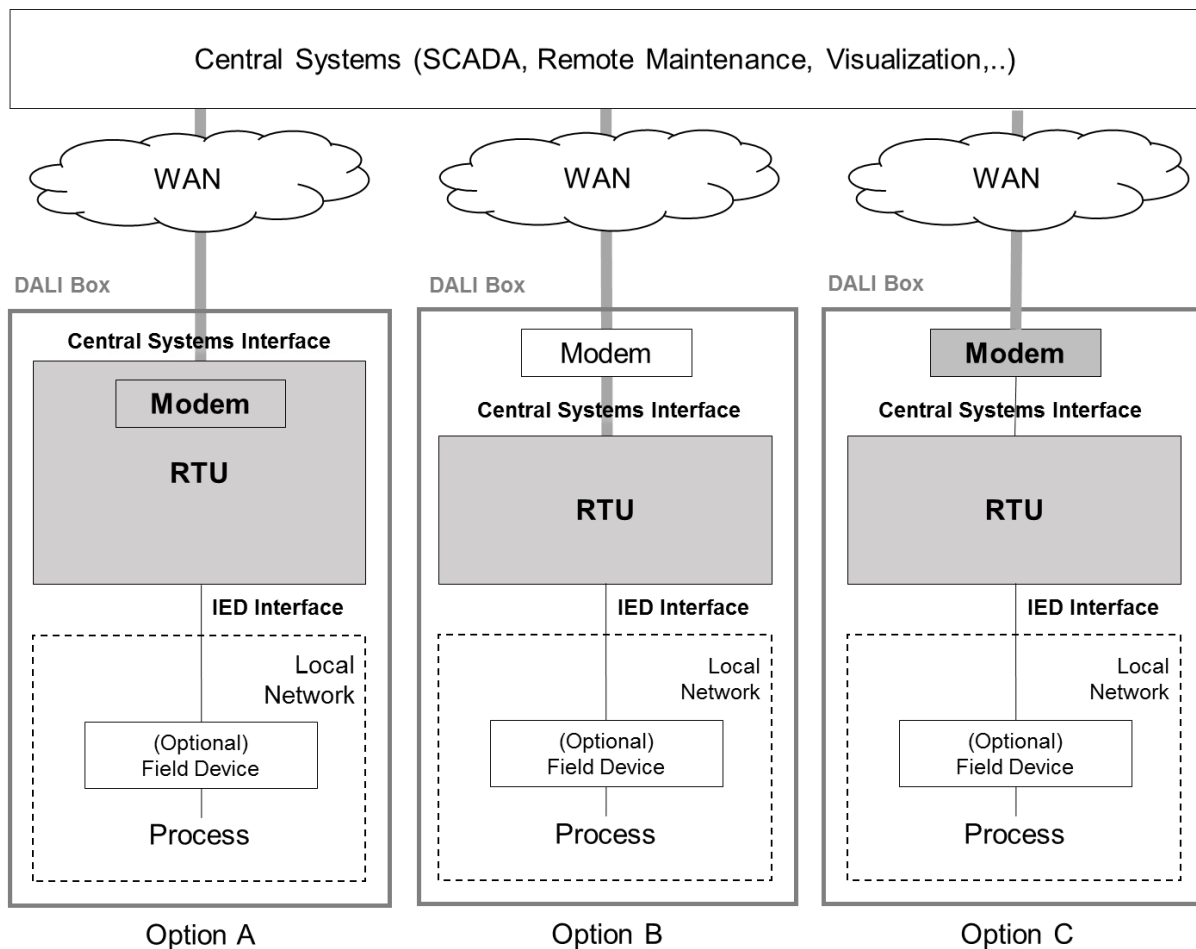 Central Systems (SCADA, Remote Maintenance, Visualization,..)
WAN
WAN
WAN
DALI Box
DALI Box
DALI Box
Central Systems Interface
Modem
RTU
IED Interface
Local
Network
(Optional)
Field Device
Process
Option A
Modem
Central Systems Interface
RTU
IED Interface
Local
Network
(Optional)
Field Device
Process
Option B
Modem
Central Systems Interface
RTU
IED Interface
Local
Network
(Optional)
Field Device
Process
Option C